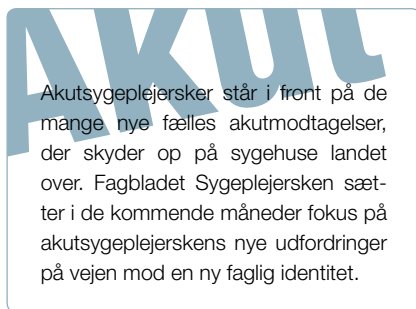 Akut
Akutsygeplejersker står i front på de
mange nye fælles akutmodtagelser,
der skyder op på sygehuse landet
over. Fagbladet Sygeplejersken sæt-
ter i de kommende måneder fokus på
akutsygeplejerskens nye udfordringer
på vejen mod en ny faglig identitet.